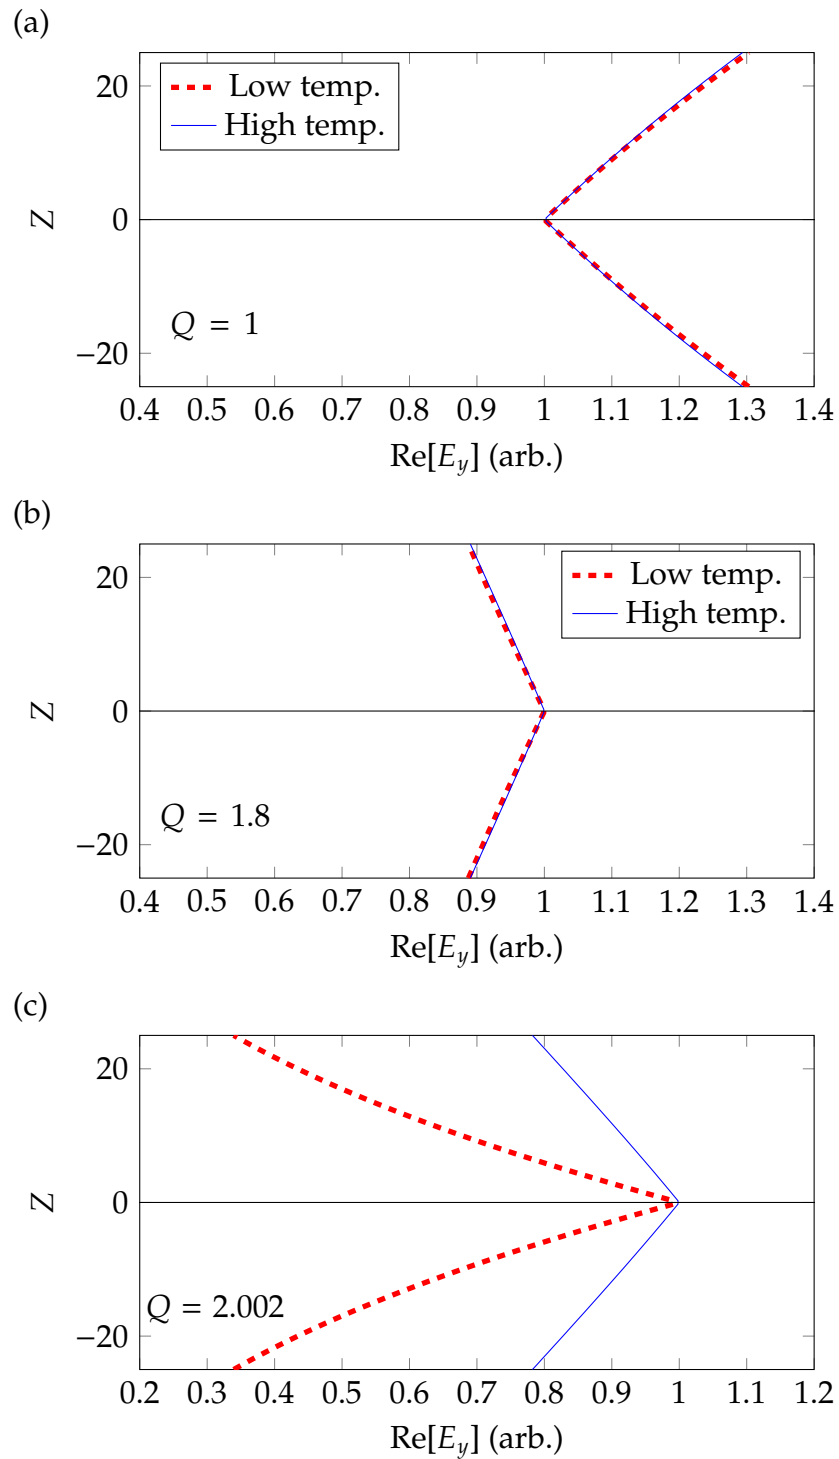 (a)
20
0
−20
Z
Low temp.
High temp.
Q = 1
0.4 0.5 0.6 0.7 0.8 0.9 1 1.1 1.2 1.3 1.4
Re[E_y] (arb.)
(b)
20
0
−20
Z
Low temp.
High temp.
Q = 1.8
0.4 0.5 0.6 0.7 0.8 0.9 1 1.1 1.2 1.3 1.4
Re[E_y] (arb.)
(c)
20
0
−20
Z
Q = 2.002
0.2 0.3 0.4 0.5 0.6 0.7 0.8 0.9 1 1.1 1.2
Re[E_y] (arb.)